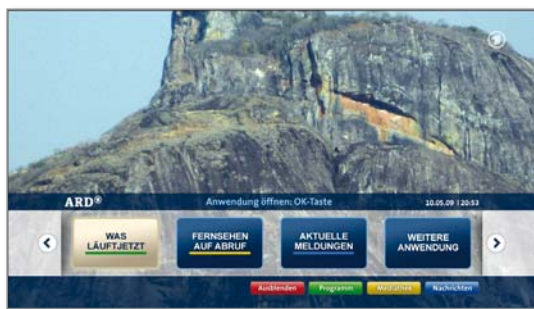 ARD®
Anwendung öffnen: OK-Taste
20.05.09 | 20:53
WAS
LÄUFTJETZT
FERNSEHEN
AUF ABRUF
AKTUELLE
MELDUNGEN
WEITERE
ANWENDUNG
Ausblenden
Programm
Mediathek
Nachrichten